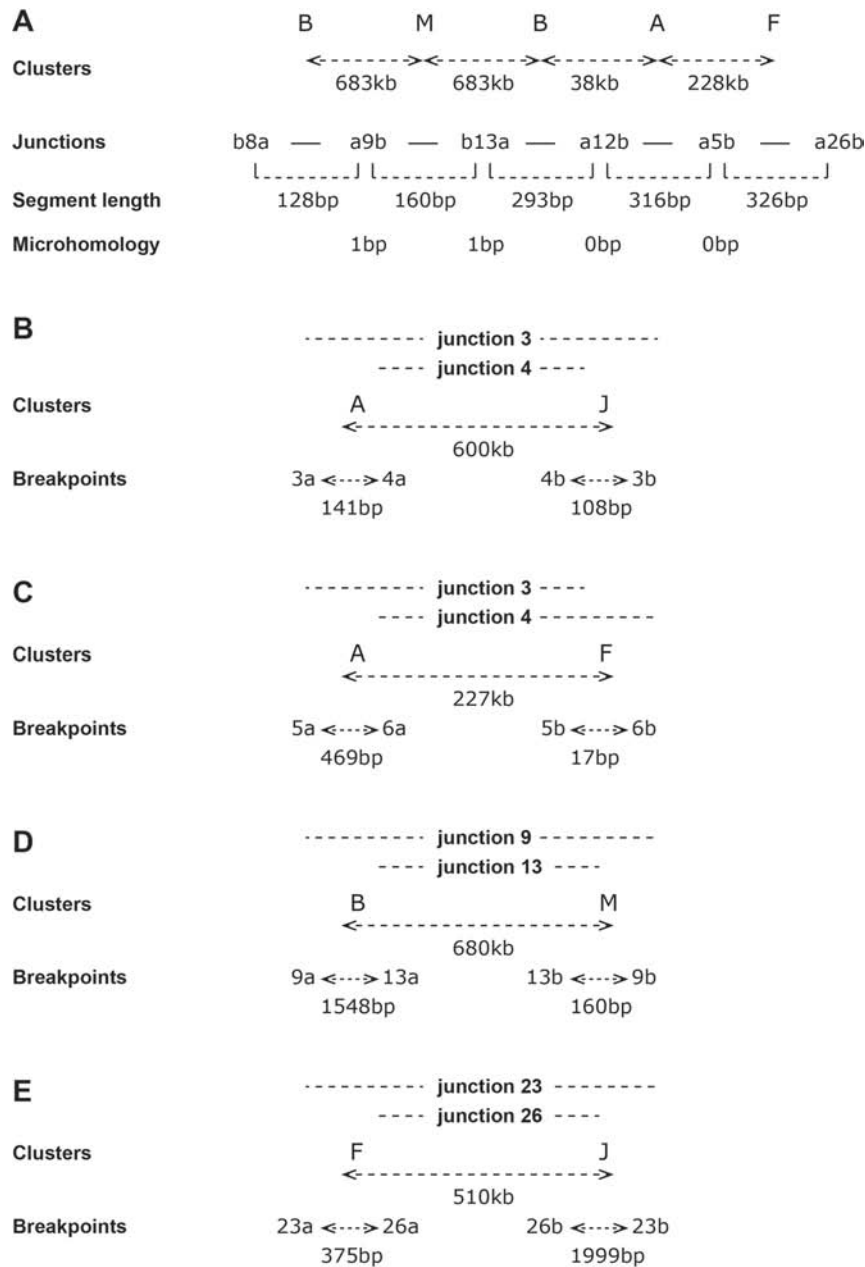 A
B M B A F
Clusters
683kb 683kb 38kb 228kb
Junctions b8a — a9b — b13a — a12b — a5b — a26b
Segment length 128bp 160bp 293bp 316bp 326bp
Microhomology 1bp 1bp 0bp 0bp
B
junction 3
junction 4
Clusters A J
600kb
Breakpoints 3a 4a 4b 3b
141bp 108bp
C
junction 3
junction 4
Clusters A F
227kb
Breakpoints 5a 6a 5b 6b
469bp 17bp
D
junction 9
junction 13
Clusters B M
680kb
Breakpoints 9a 13a 13b 9b
1548bp 160bp
E
junction 23
junction 26
Clusters F J
510kb
Breakpoints 23a 26a 26b 23b
375bp 1999bp